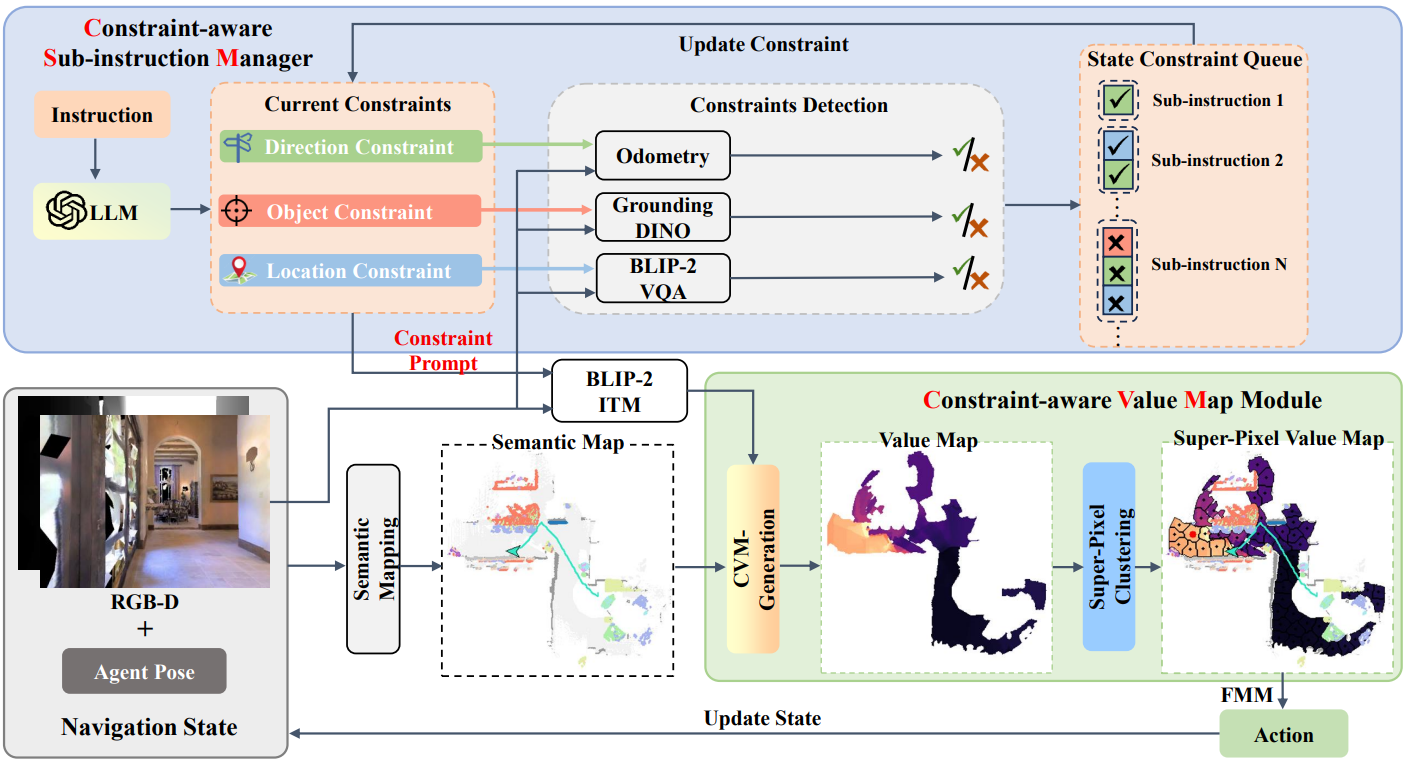 Constraint-aware
Sub-instruction Manager
Instruction
LLM
Current Constraints
Direction Constraint
Object Constraint
Location Constraint
Update Constraint
Constraints Detection
Odometry
Grounding
DINO
BLIP-2
VQA
State Constraint Queue
Sub-instruction 1
Sub-instruction 2
Sub-instruction N
Constraint
Prompt
BLIP-2
ITM
RGB-D
+
Agent Pose
Navigation State
Semantic
Mapping
Semantic Map
Constraint-aware Value Map Module
CVM-
Generation
Value Map
Super-Pixel
Clustering
Super-Pixel Value Map
FMM
Action
Update State